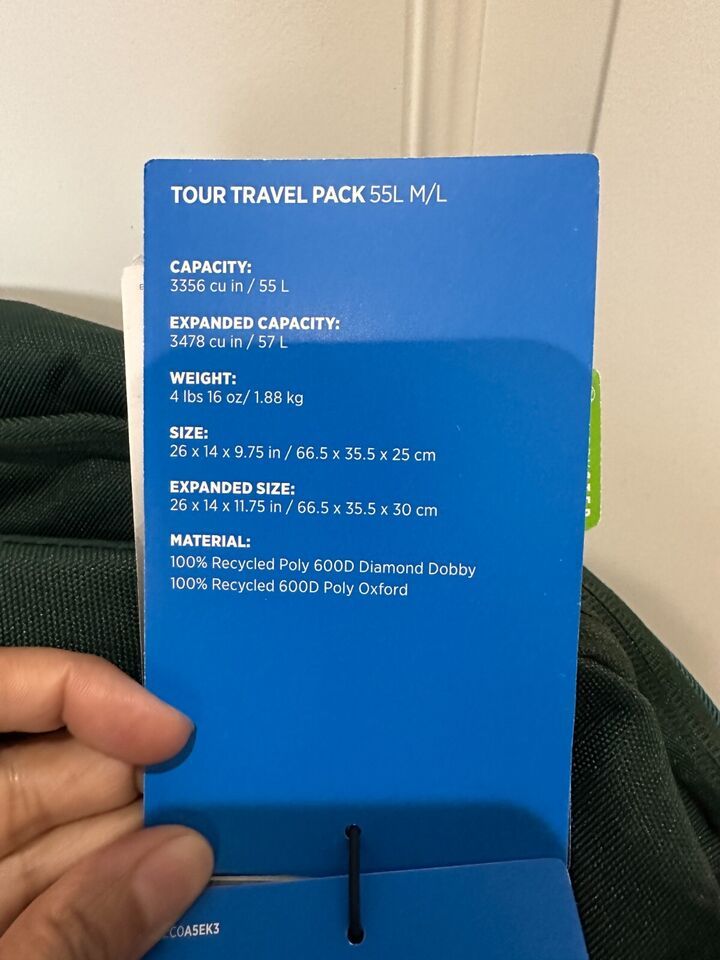 TOUR TRAVEL PACK 55L M/L
CAPACITY:
3356 cu in / 55 L
EXPANDED CAPACITY:
3478 cu in / 57 L
WEIGHT:
4 lbs 16 oz/ 1.88 kg
SIZE:
26 x 14 x 9.75 in / 66.5 x 35.5 x 25 cm
EXPANDED SIZE:
26 x 14 x 11.75 in / 66.5 x 35.5 x 30 cm
MATERIAL:
100% Recycled Poly 600D Diamond Dobby
100% Recycled 600D Poly Oxford